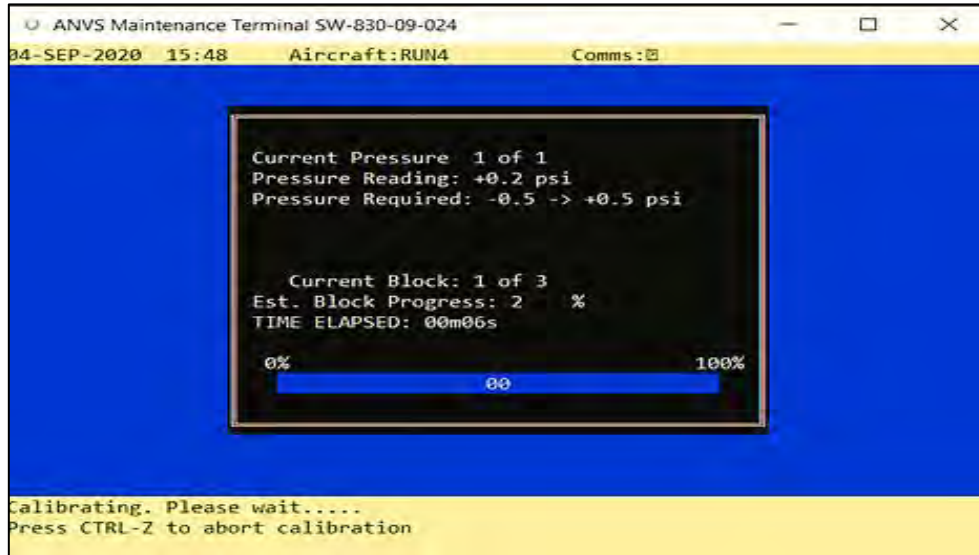 ANVS Maintenance Terminal SW-830-09-024
04-SEP-2020 15:48 Aircraft:RUN4 Comms:
Current Pressure 1 of 1
Pressure Reading: +0.2 psi
Pressure Required: -0.5 -> +0.5 psi
Current Block: 1 of 3
Est. Block Progress: 2 %
TIME ELAPSED: 00m06s
0% 100%
00
Calibrating. Please wait.....
Press CTRL-Z to abort calibration